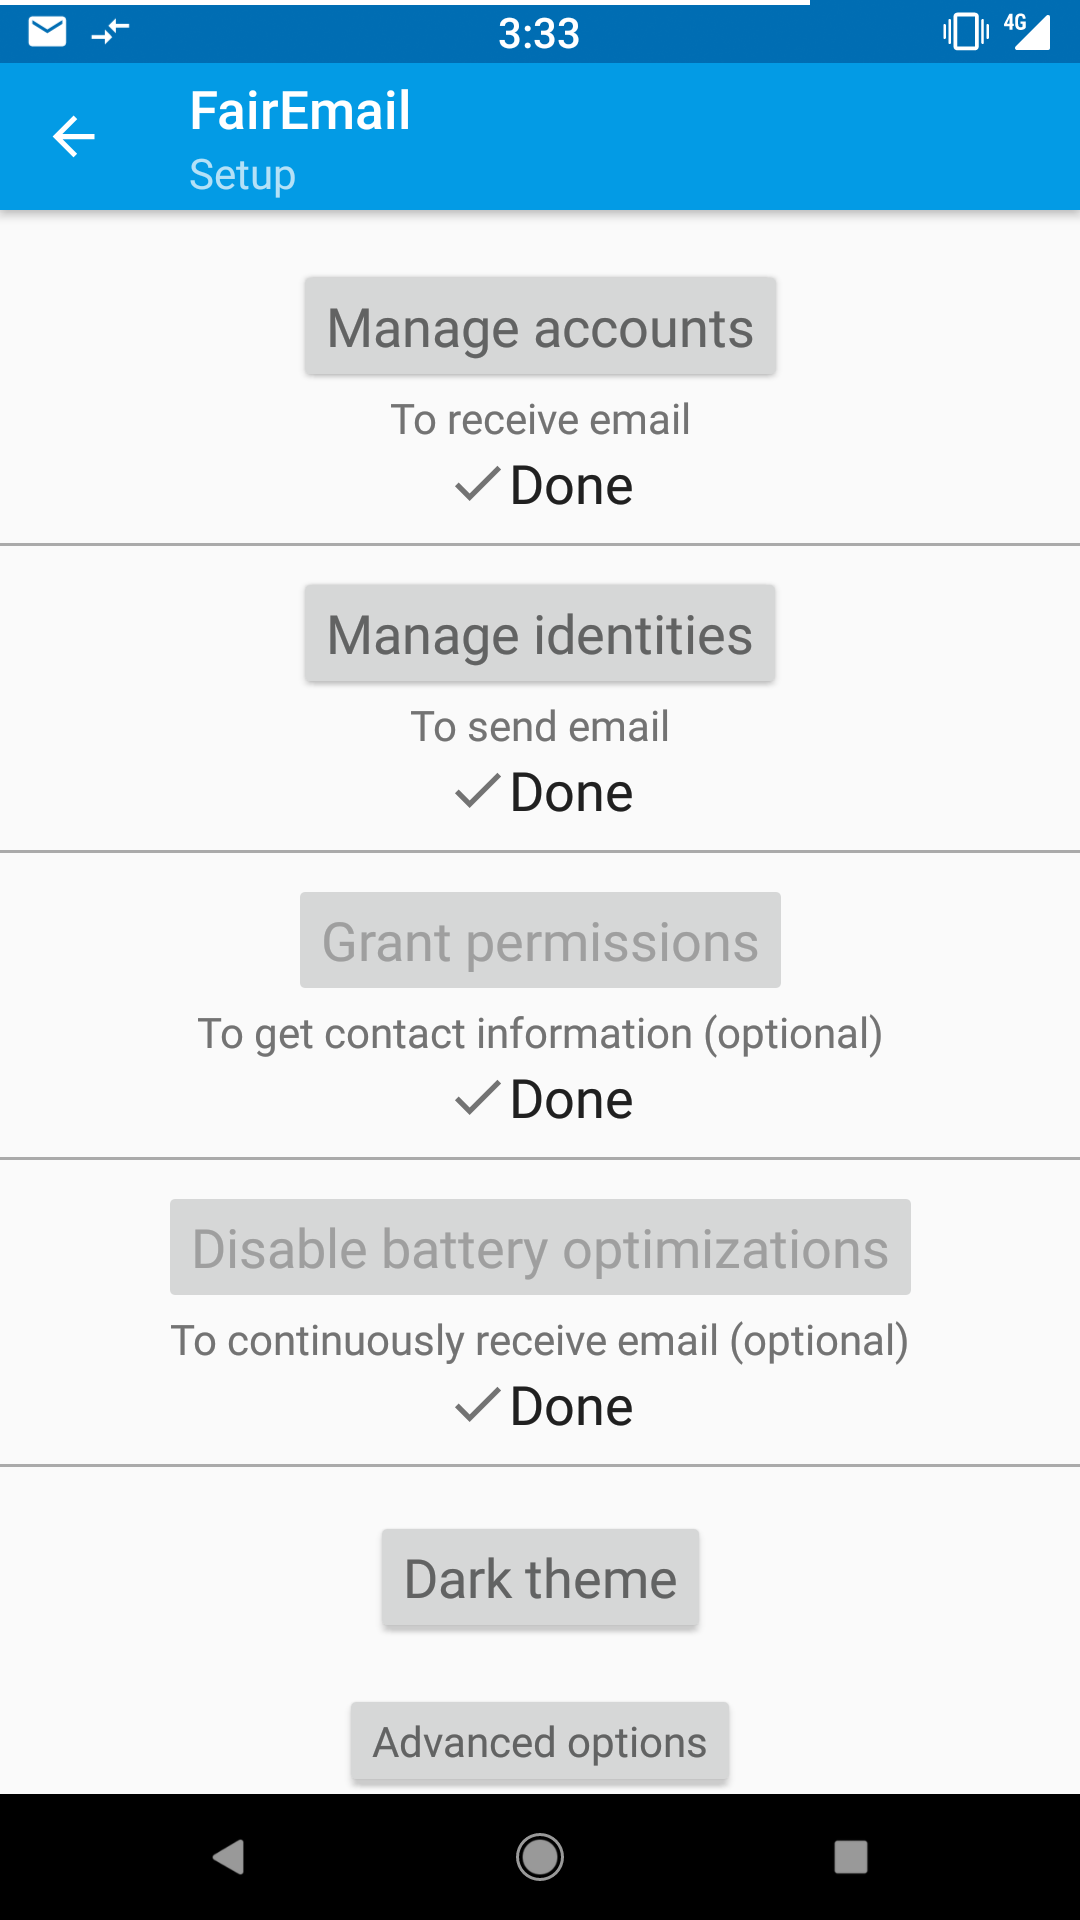 3:33
4G
FairEmail
Setup
Manage accounts
To receive email
Done
Manage identities
To send email
Done
Grant permissions
To get contact information (optional)
Done
Disable battery optimizations
To continuously receive email (optional)
Done
Dark theme
Advanced options